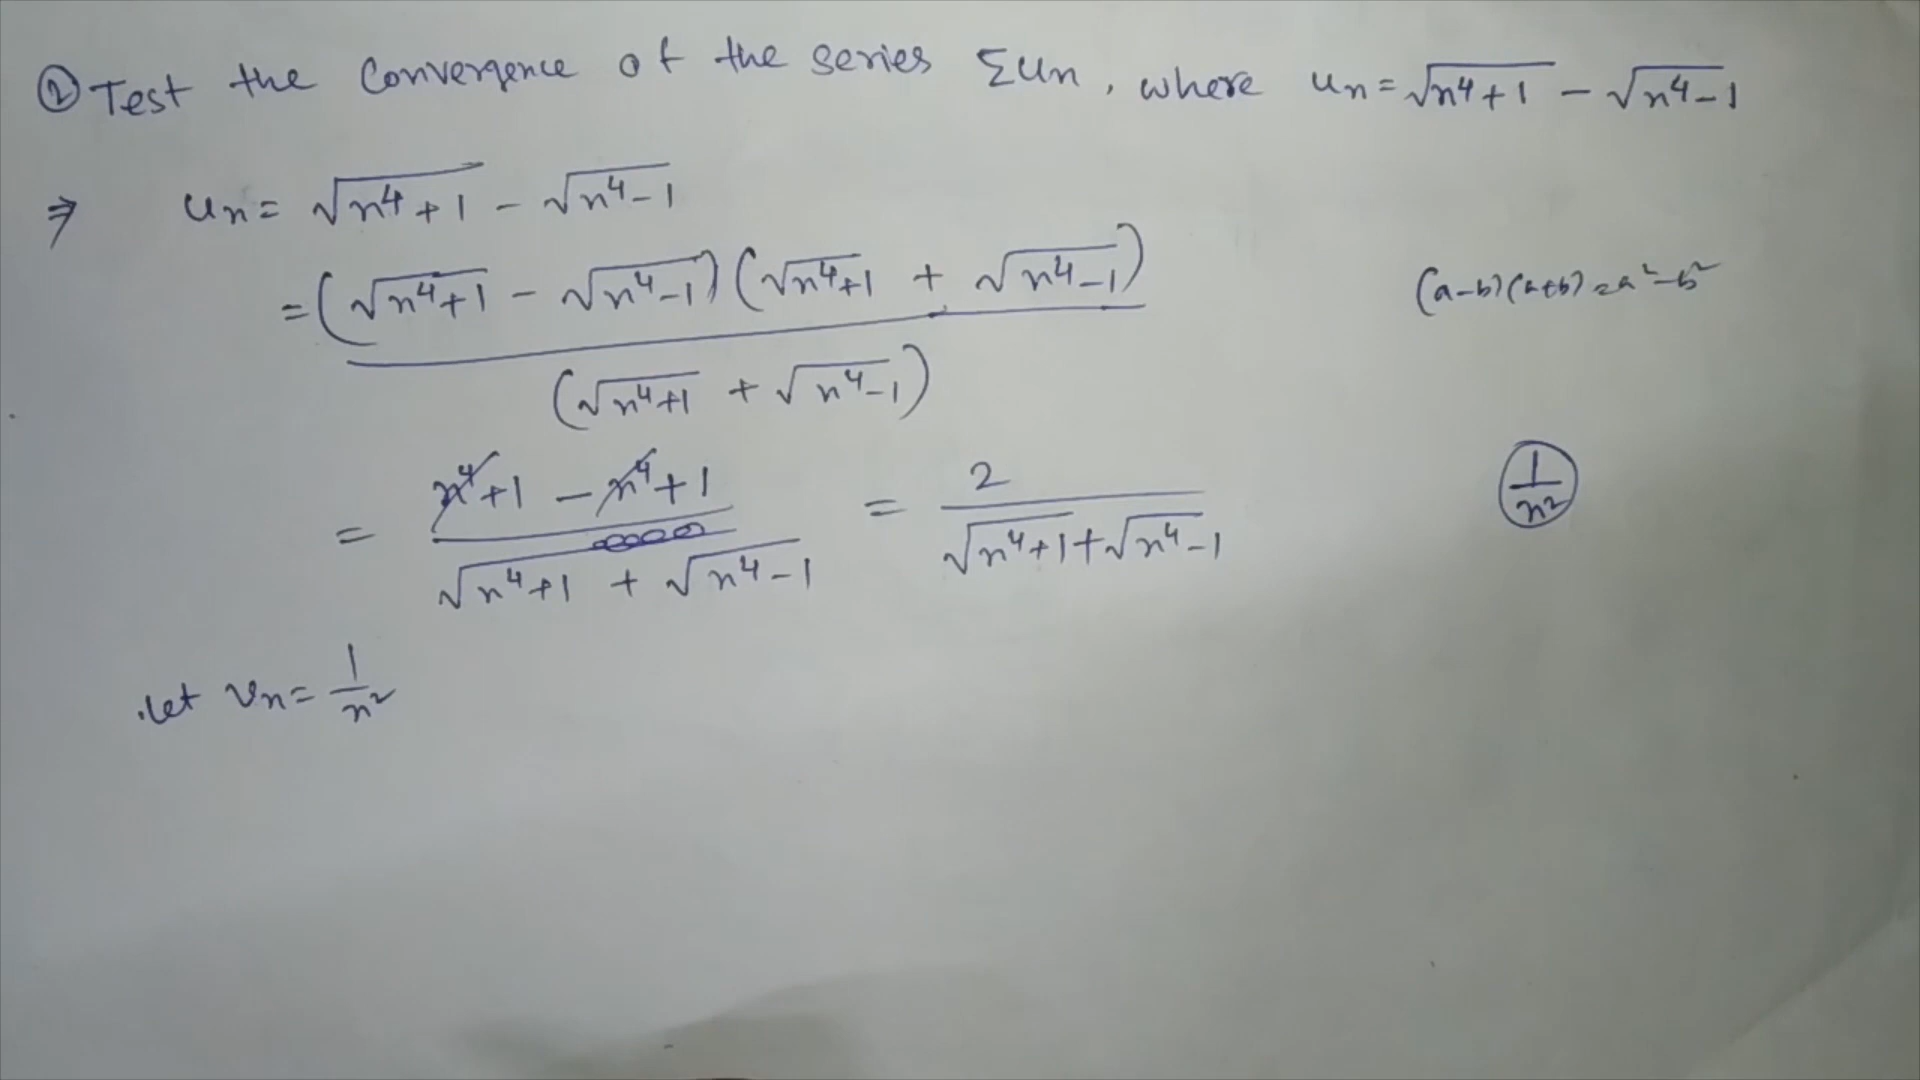 ② Test the Convergence of the series Σun, where un = √n⁴+1 − √n⁴−1
⇒ un = √n⁴+1 − √n⁴−1
= (√n⁴+1 − √n⁴−1) (√n⁴+1 + √n⁴−1) / (√n⁴+1 + √n⁴−1)
(a−b)(a+b) = a²−b²
= n⁴+1 − n⁴+1 / √n⁴+1 + √n⁴−1 = 2 / √n⁴+1 + √n⁴−1
1/n²
.let vn = 1/n²